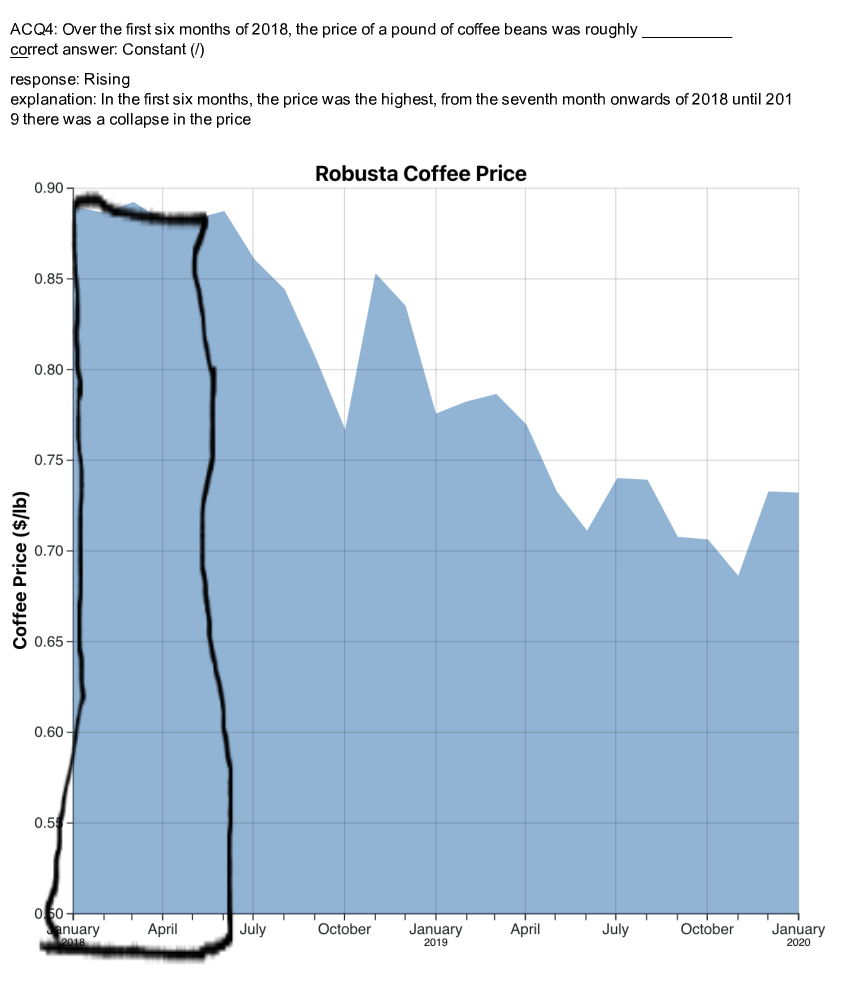 ACQ4: Over the first six months of 2018, the price of a pound of coffee beans was roughly ___________
correct answer: Constant (/)
response: Rising
explanation: In the first six months, the price was the highest, from the seventh month onwards of 2018 until 201
9 there was a collapse in the price
Robusta Coffee Price
Coffee Price ($/lb)
0.90
0.85
0.80
0.75
0.70
0.65
0.60
0.55
0.50
January April July October January April July October January
2018 2019 2020